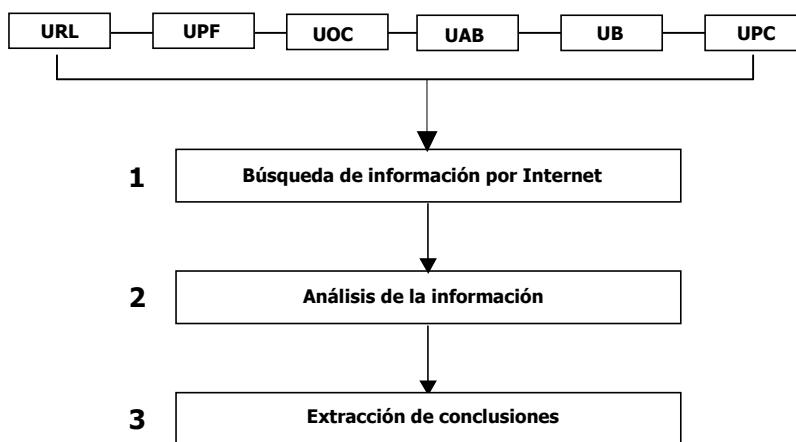 URL UPF UOC UAB UB UPC
1 Búsqueda de información por Internet
2 Análisis de la información
3 Extracción de conclusiones